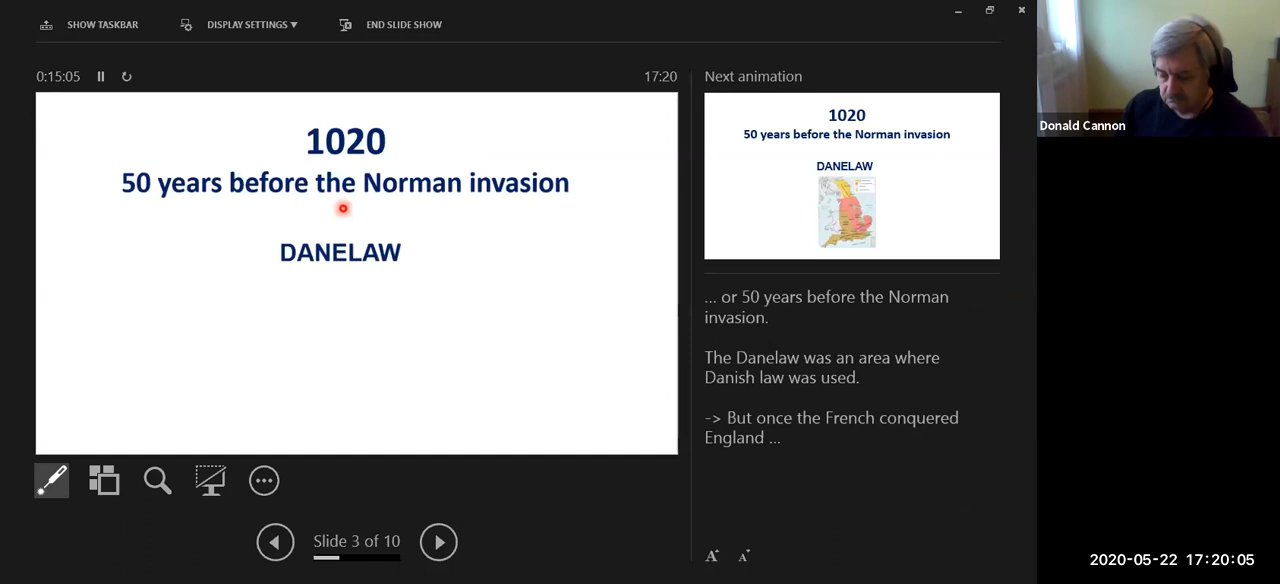 SHOW TASKBAR
DISPLAY SETTINGS ▼
END SLIDE SHOW
0:15:05
17:20
Next animation
1020
50 years before the Norman invasion
DANELAW
1020
50 years before the Norman invasion
DANELAW
... or 50 years before the Norman
invasion.
The Danelaw was an area where
Danish law was used.
-> But once the French conquered
England ...
Slide 3 of 10
A A
Donald Cannon
2020-05-22 17:20:05